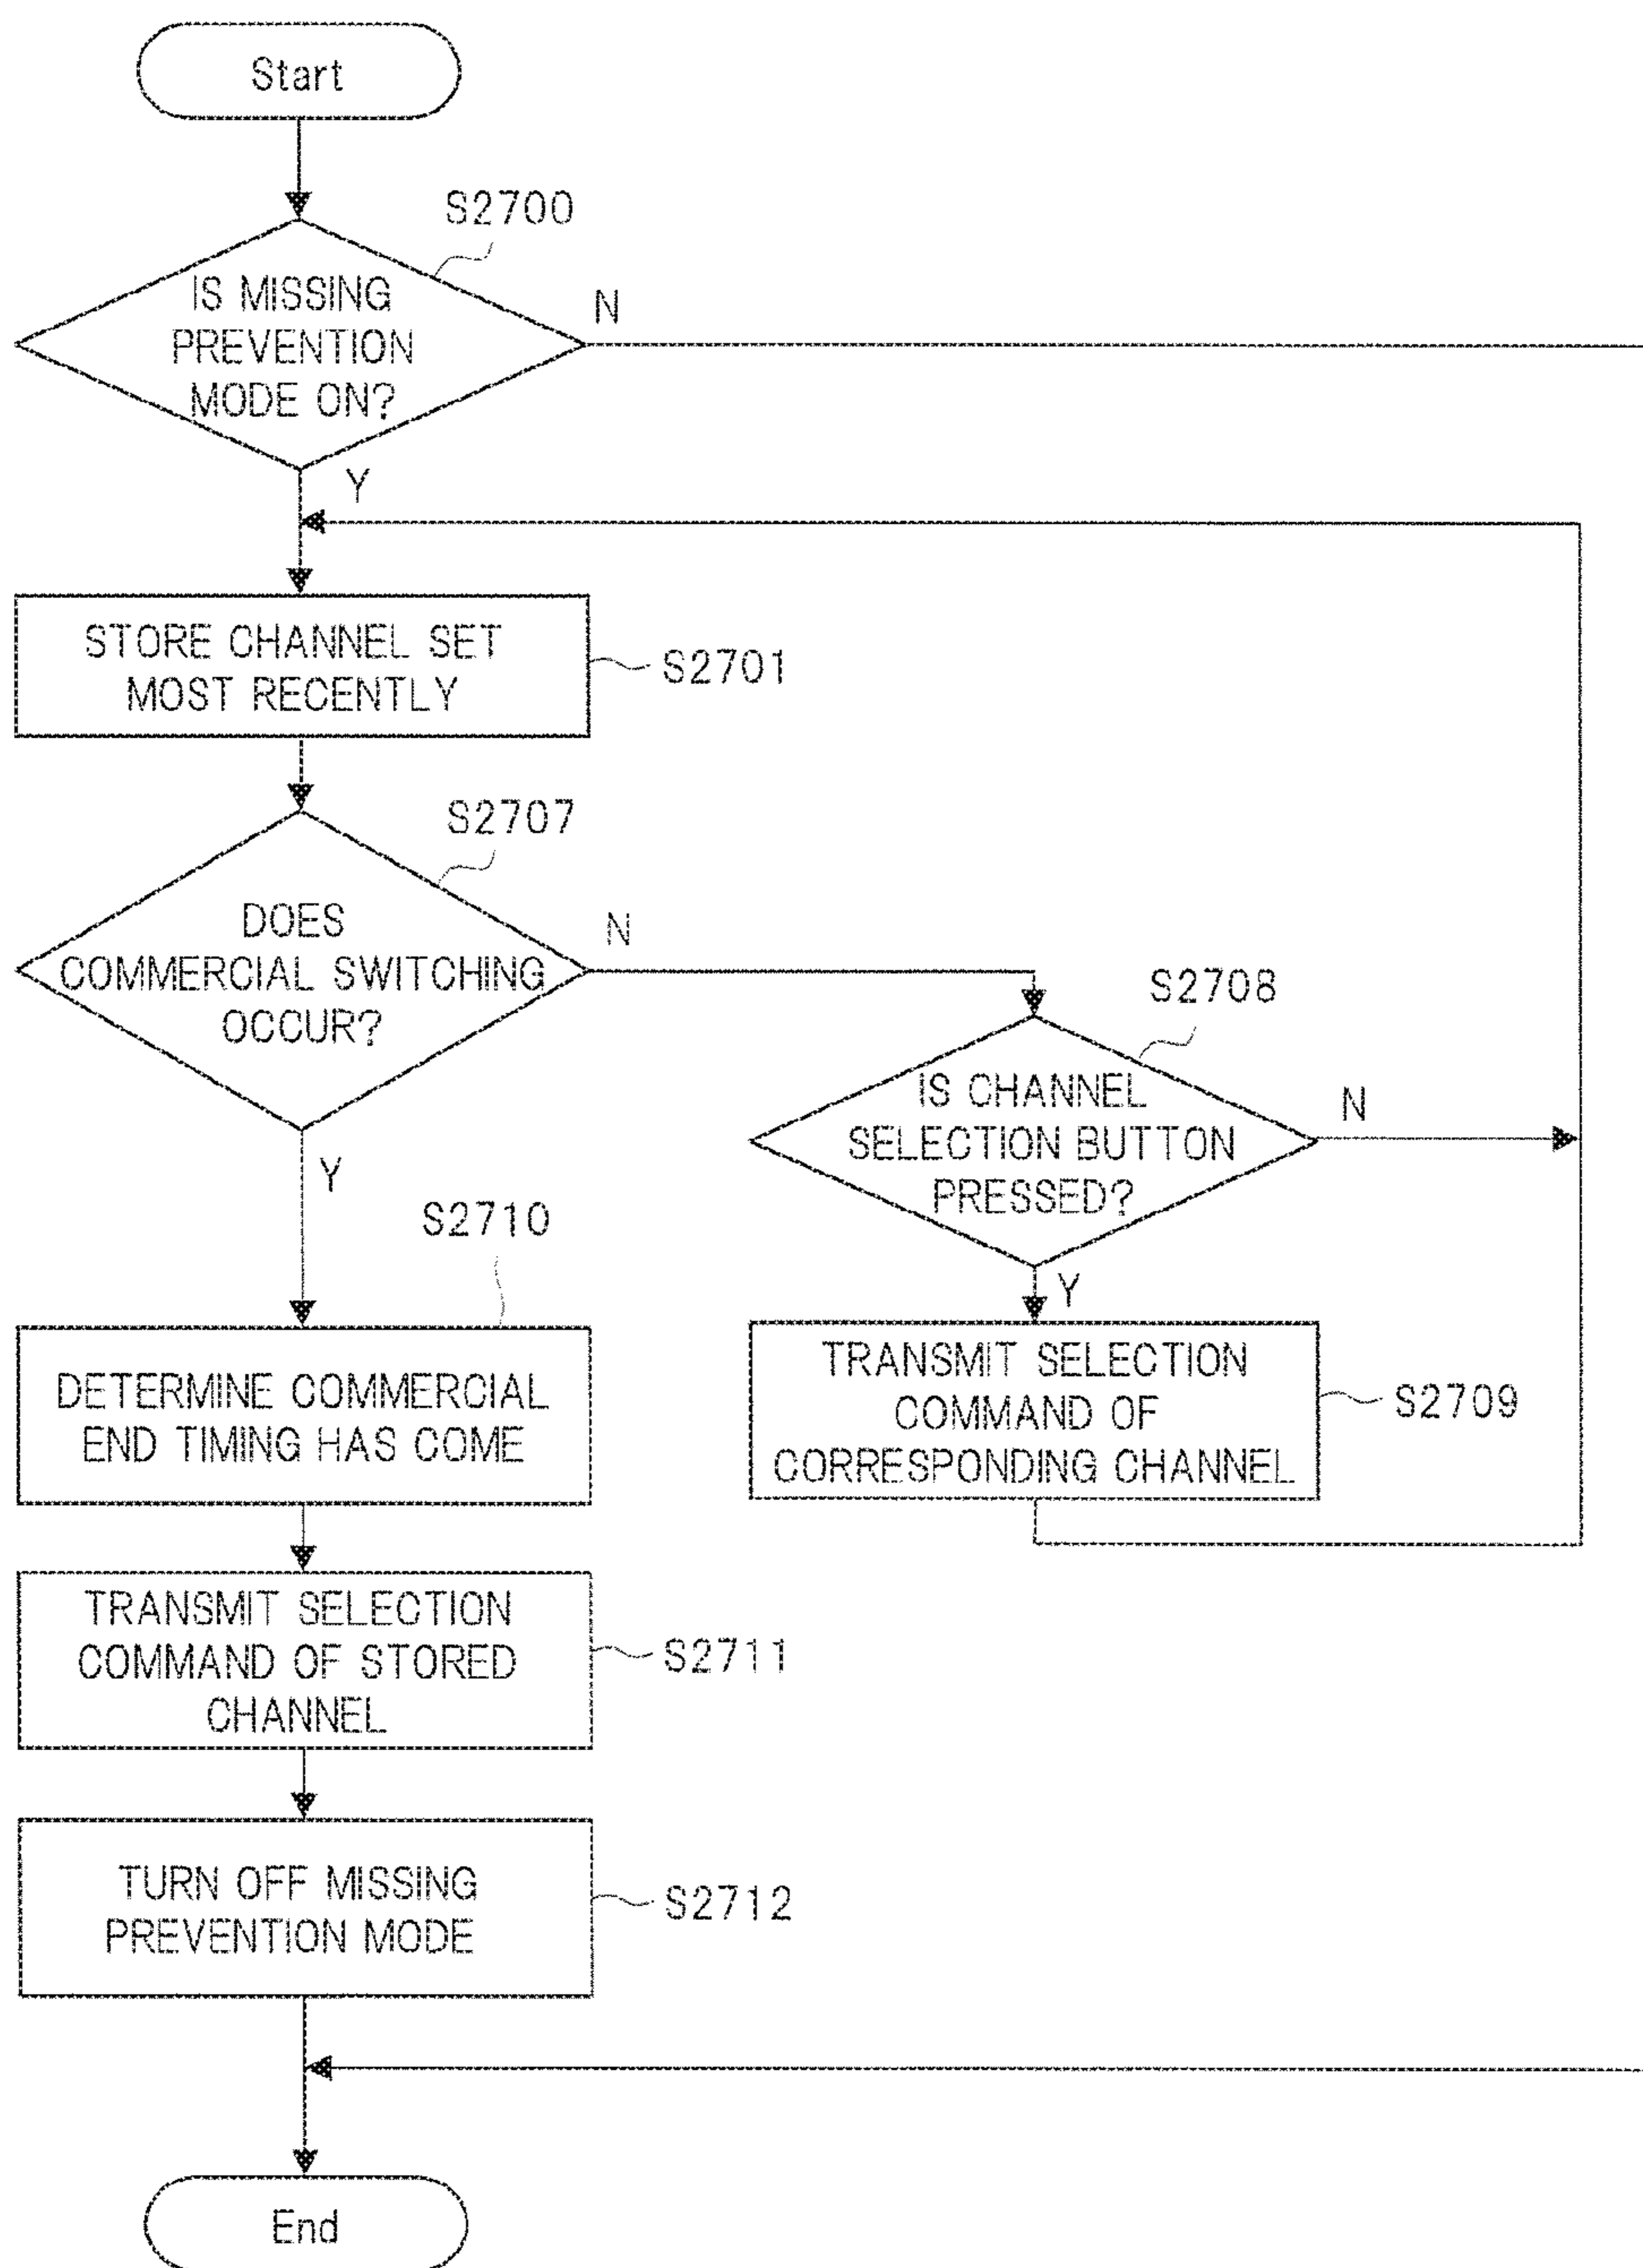 Start
S2700
IS MISSING
PREVENTION
MODE ON?
N
Y
STORE CHANNEL SET
MOST RECENTLY
S2701
S2707
DOES
COMMERCIAL SWITCHING
OCCUR?
N
Y
S2708
IS CHANNEL
SELECTION BUTTON
PRESSED?
N
Y
TRANSMIT SELECTION
COMMAND OF
CORRESPONDING CHANNEL
S2709
S2710
DETERMINE COMMERCIAL
END TIMING HAS COME
TRANSMIT SELECTION
COMMAND OF STORED
CHANNEL
S2711
TURN OFF MISSING
PREVENTION MODE
S2712
End